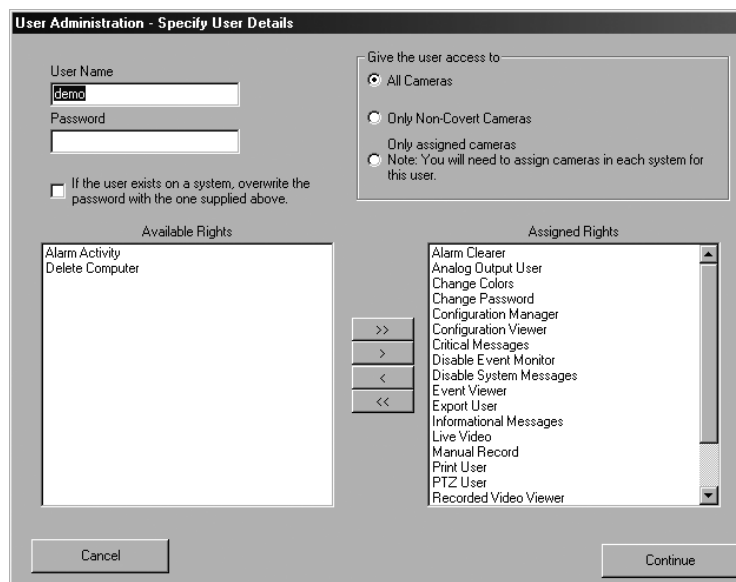 User Administration - Specify User Details
User Name
demo
Password
If the user exists on a system, overwrite the
password with the one supplied above.
Give the user access to
All Cameras
Only Non-Covert Cameras
Only assigned cameras
Note: You will need to assign cameras in each system for
this user.
Available Rights
Alarm Activity
Delete Computer
>>
>
<
<<
Assigned Rights
Alarm Clearer
Analog Output User
Change Colors
Change Password
Configuration Manager
Configuration Viewer
Critical Messages
Disable Event Monitor
Disable System Messages
Event Viewer
Export User
Informational Messages
Live Video
Manual Record
Print User
PTZ User
Recorded Video Viewer
Cancel
Continue